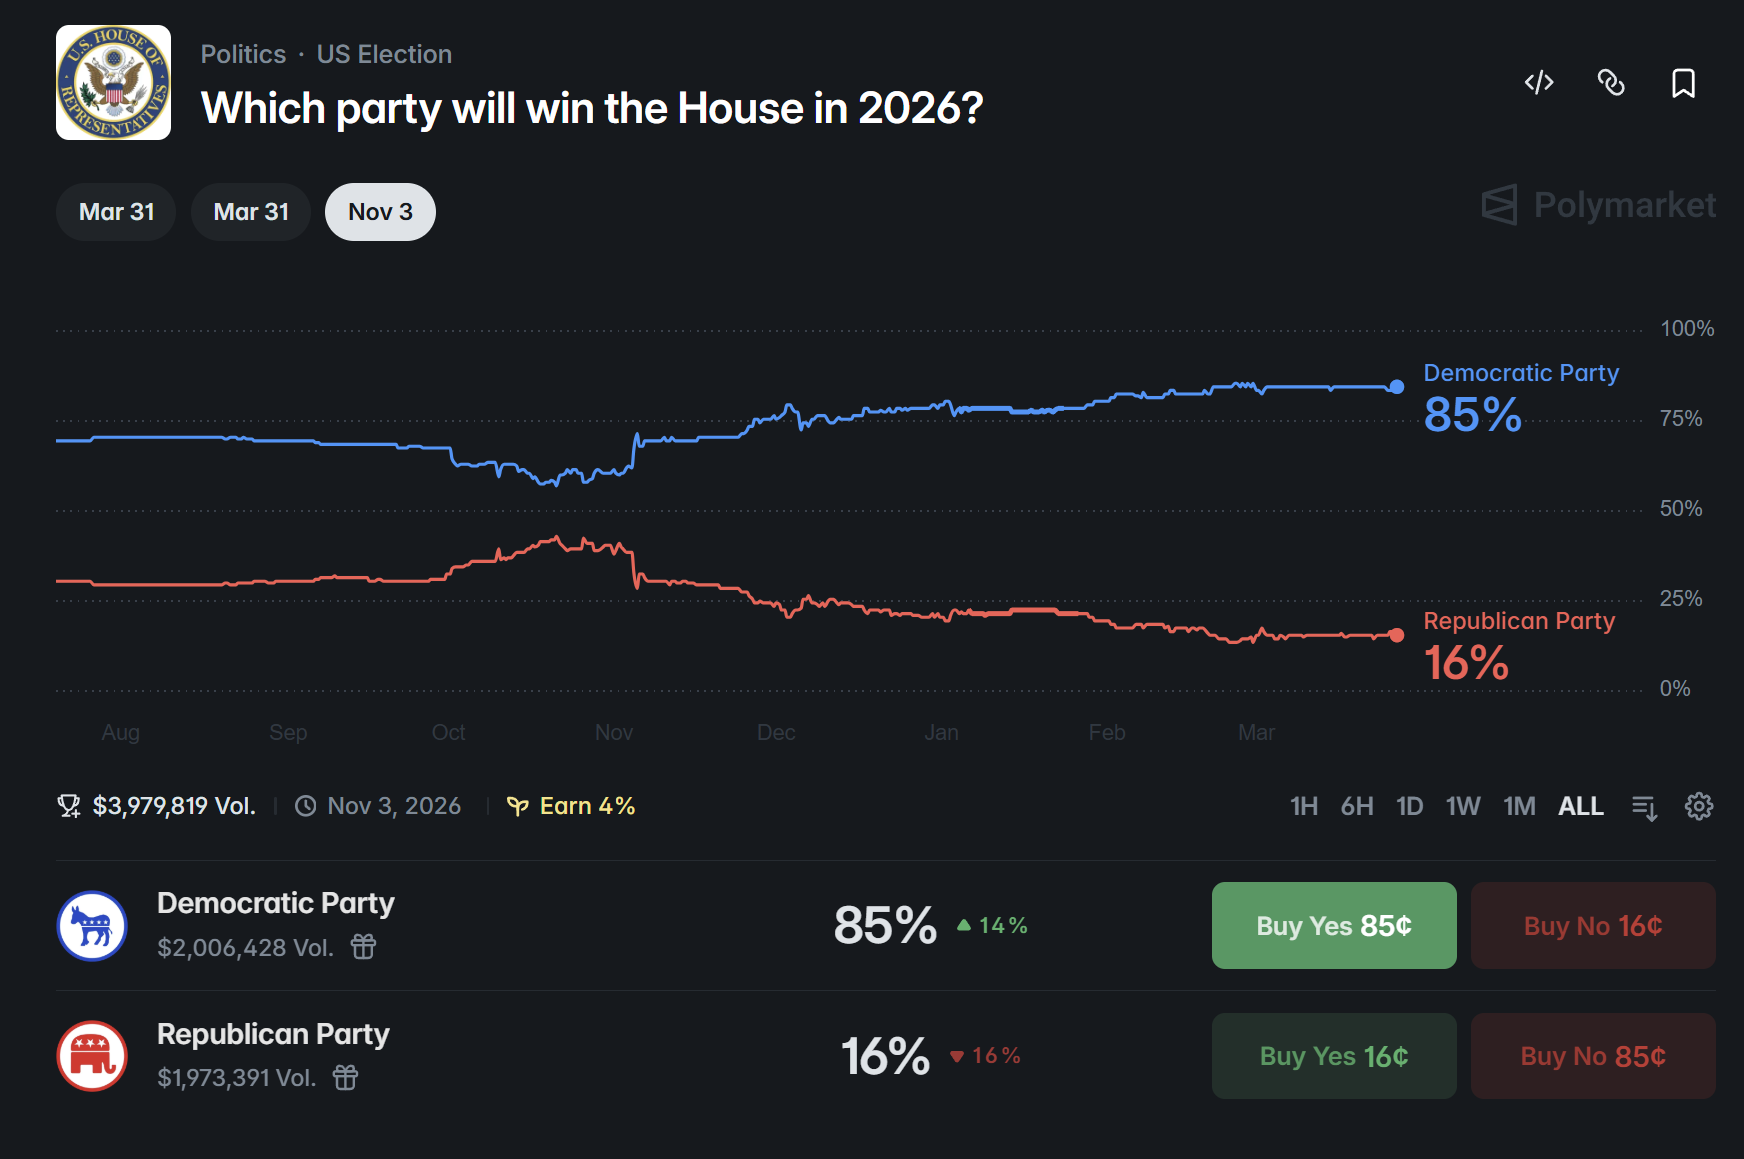 U.S. HOUSE OF REPRESENTATIVES
Politics · US Election
Which party will win the House in 2026?
Mar 31
Mar 31
Nov 3
Polymarket
100%
Democratic Party
85%
75%
50%
25%
Republican Party
16%
0%
Aug Sep Oct Nov Dec Jan Feb Mar
$3,979,819 Vol.
Nov 3, 2026
Earn 4%
1H 6H 1D 1W 1M ALL
Democratic Party
$2,006,428 Vol.
85%
14%
Buy Yes 85¢
Buy No 16¢
Republican Party
$1,973,391 Vol.
16%
16%
Buy Yes 16¢
Buy No 85¢